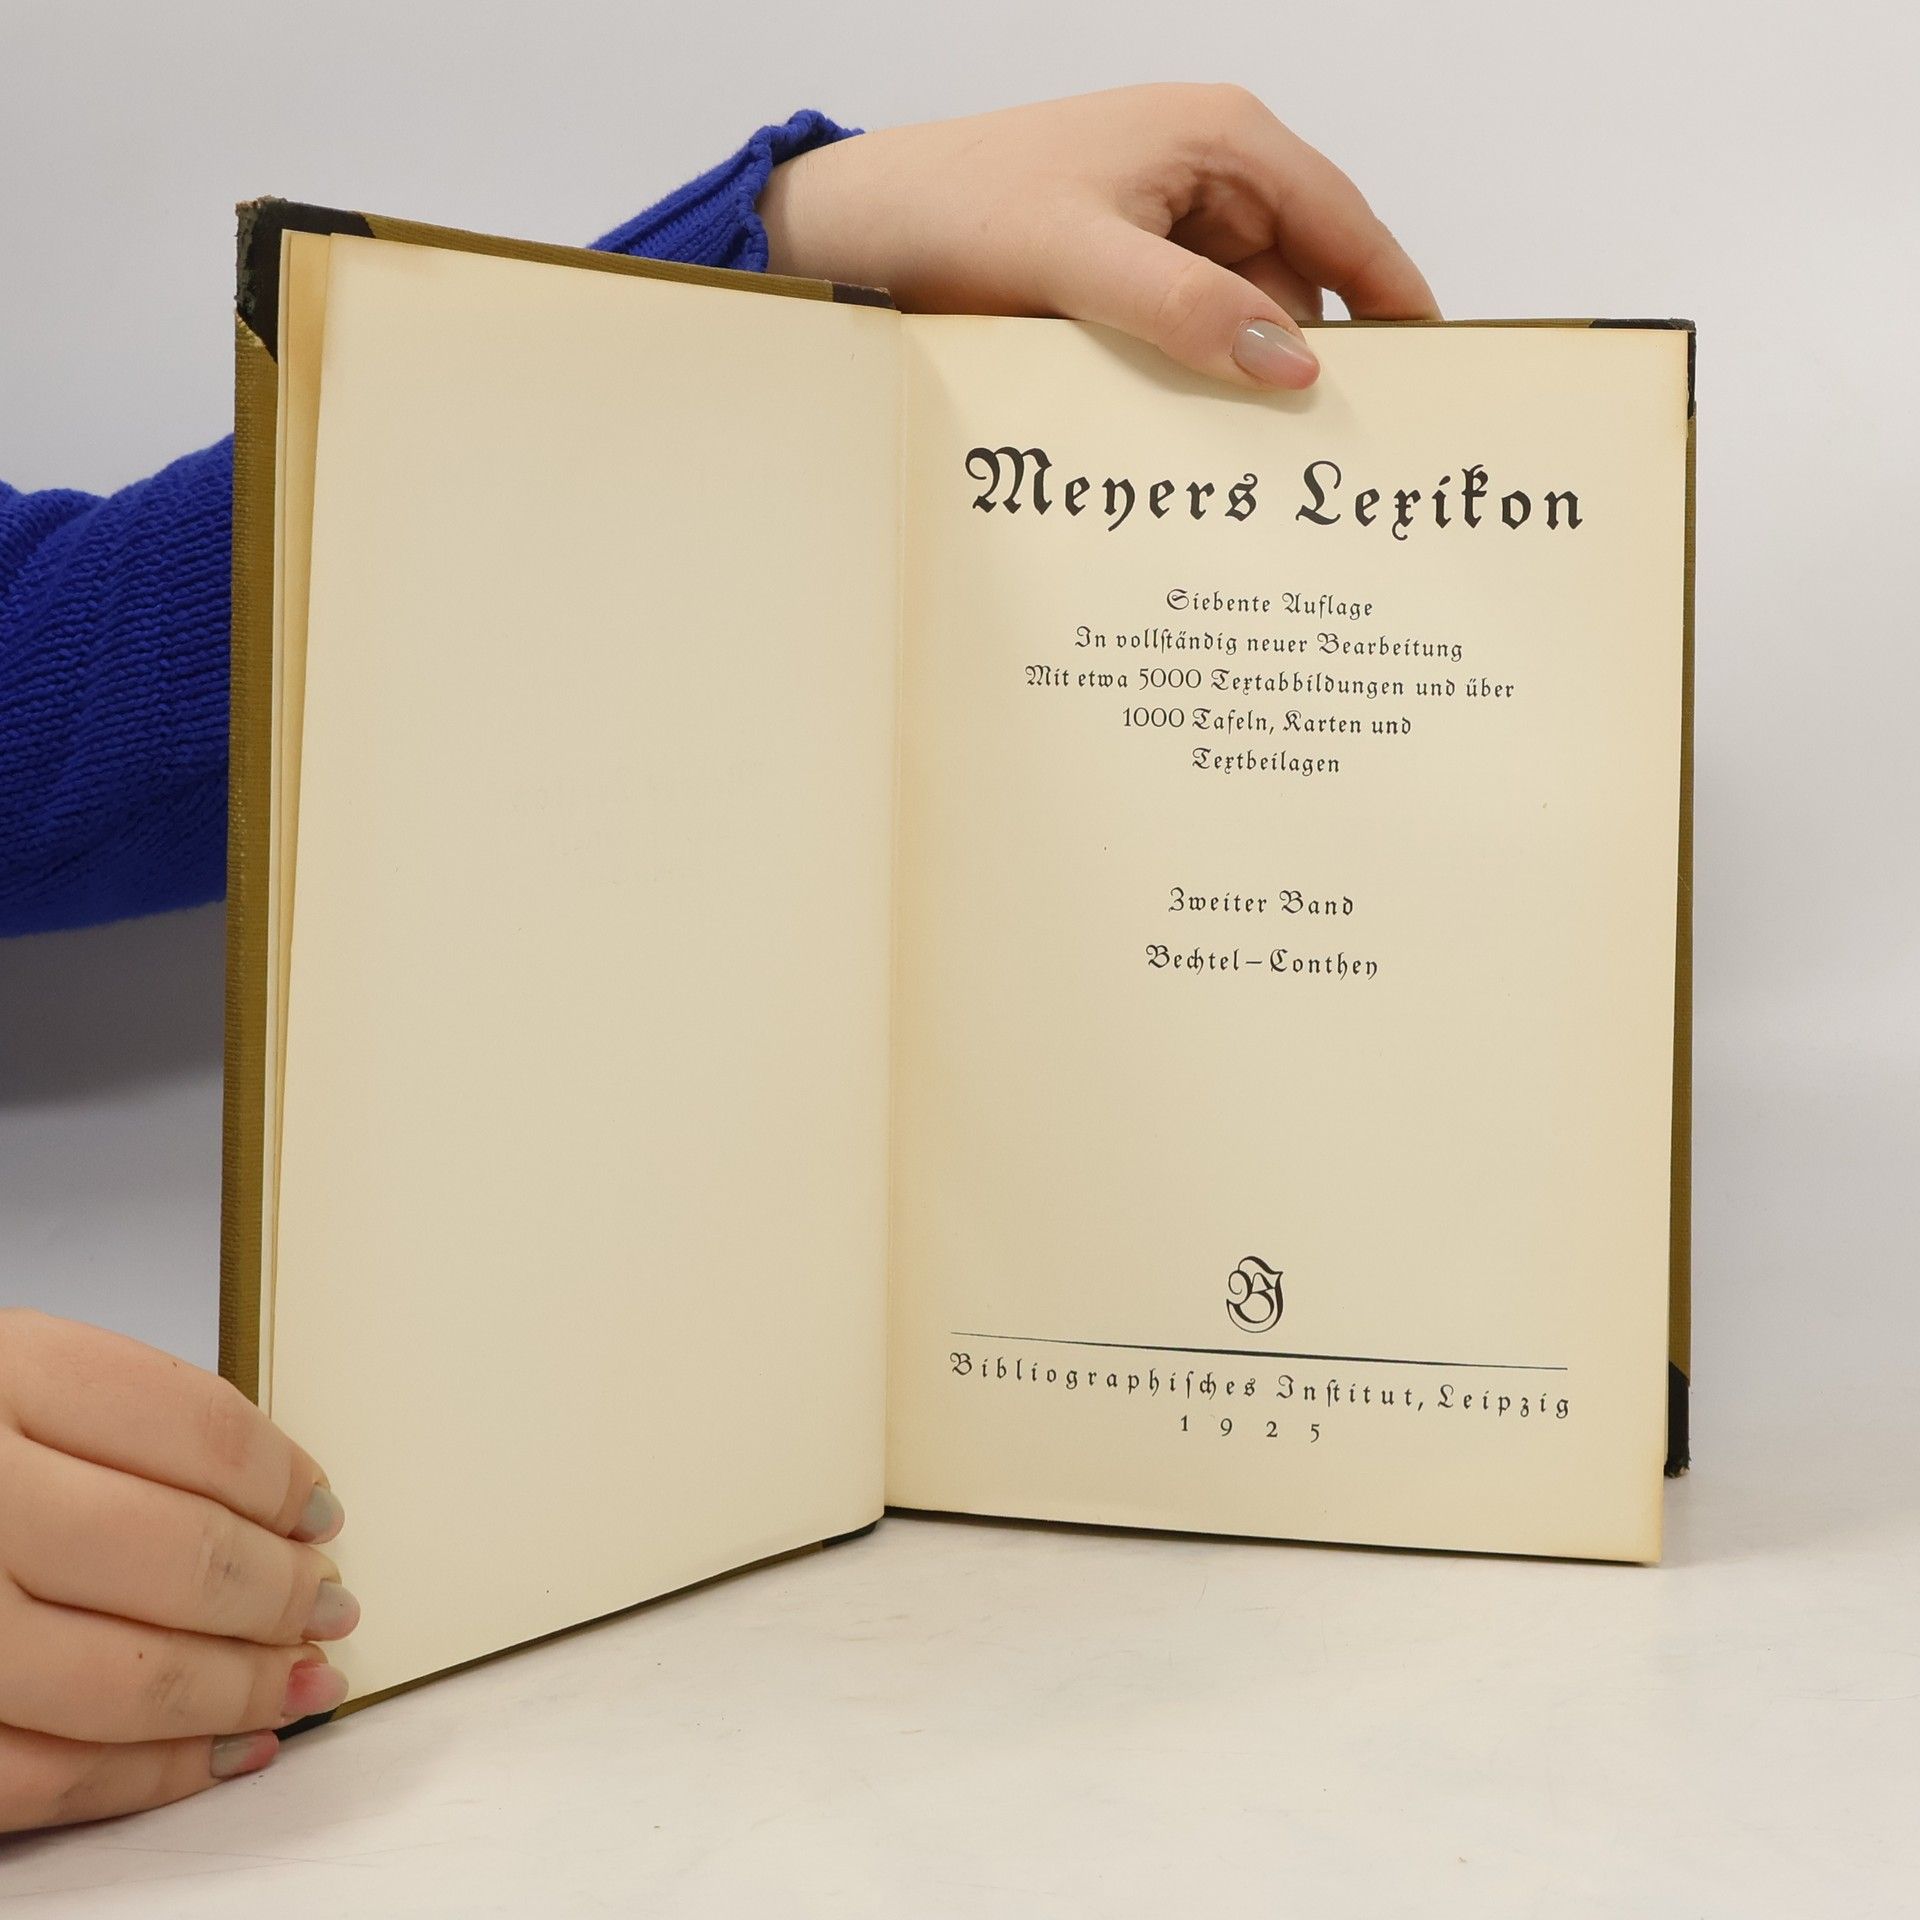 Meyers Lexikon
Siebente Auflage
In vollſtändig neuer Bearbeitung
Mit etwa 5000 Textabbildungen und über
1000 Tafeln, Karten und
Textbeilagen
Zweiter Band
Bechtel–Conthey
BI
Bibliographiſches Inſtitut, Leipzig
1925